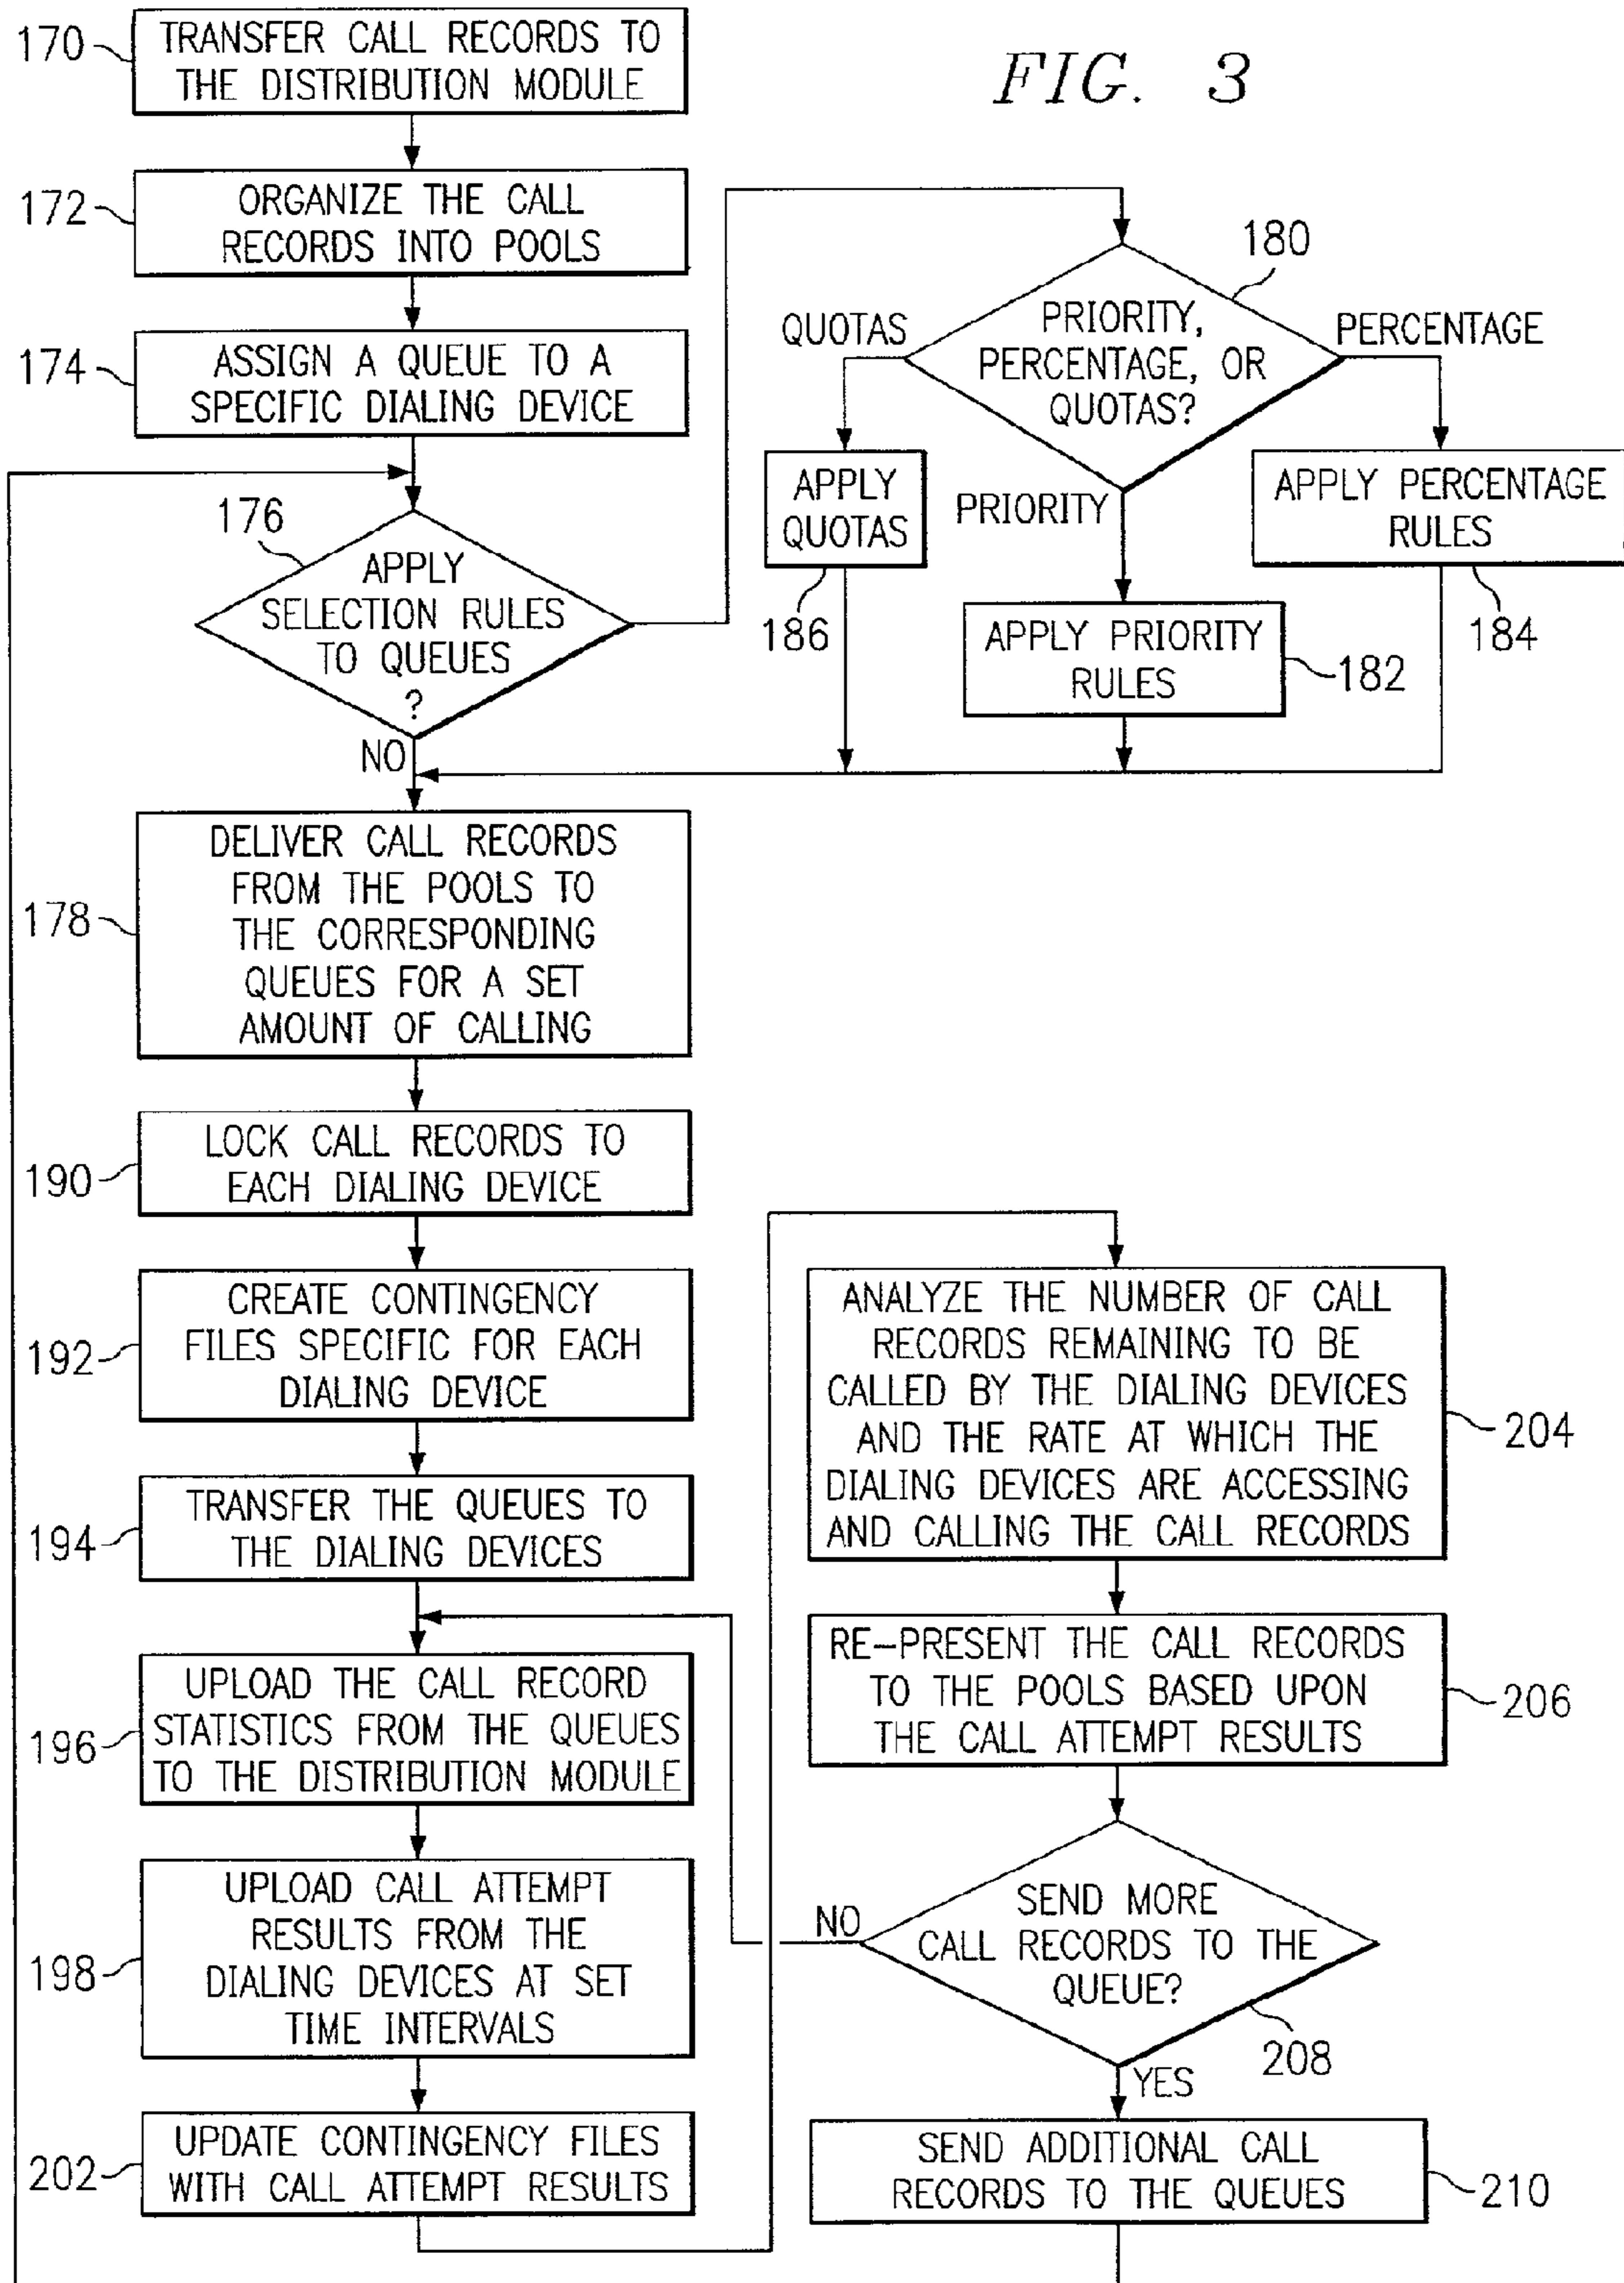 FIG. 3
170
TRANSFER CALL RECORDS TO
THE DISTRIBUTION MODULE
172
ORGANIZE THE CALL
RECORDS INTO POOLS
174
ASSIGN A QUEUE TO A
SPECIFIC DIALING DEVICE
176
APPLY
SELECTION RULES
TO QUEUES
?
NO
180
PRIORITY,
PERCENTAGE, OR
QUOTAS?
QUOTAS
PERCENTAGE
PRIORITY
APPLY
QUOTAS
186
APPLY PRIORITY
RULES
182
APPLY PERCENTAGE
RULES
184
178
DELIVER CALL RECORDS
FROM THE POOLS TO
THE CORRESPONDING
QUEUES FOR A SET
AMOUNT OF CALLING
190
LOCK CALL RECORDS TO
EACH DIALING DEVICE
192
CREATE CONTINGENCY
FILES SPECIFIC FOR EACH
DIALING DEVICE
194
TRANSFER THE QUEUES TO
THE DIALING DEVICES
196
UPLOAD THE CALL RECORD
STATISTICS FROM THE QUEUES
TO THE DISTRIBUTION MODULE
198
UPLOAD CALL ATTEMPT
RESULTS FROM THE
DIALING DEVICES AT SET
TIME INTERVALS
202
UPDATE CONTINGENCY FILES
WITH CALL ATTEMPT RESULTS
ANALYZE THE NUMBER OF CALL
RECORDS REMAINING TO BE
CALLED BY THE DIALING DEVICES
AND THE RATE AT WHICH THE
DIALING DEVICES ARE ACCESSING
AND CALLING THE CALL RECORDS
204
RE-PRESENT THE CALL RECORDS
TO THE POOLS BASED UPON
THE CALL ATTEMPT RESULTS
206
SEND MORE
CALL RECORDS TO THE
QUEUE?
NO
208
YES
SEND ADDITIONAL CALL
RECORDS TO THE QUEUES
210